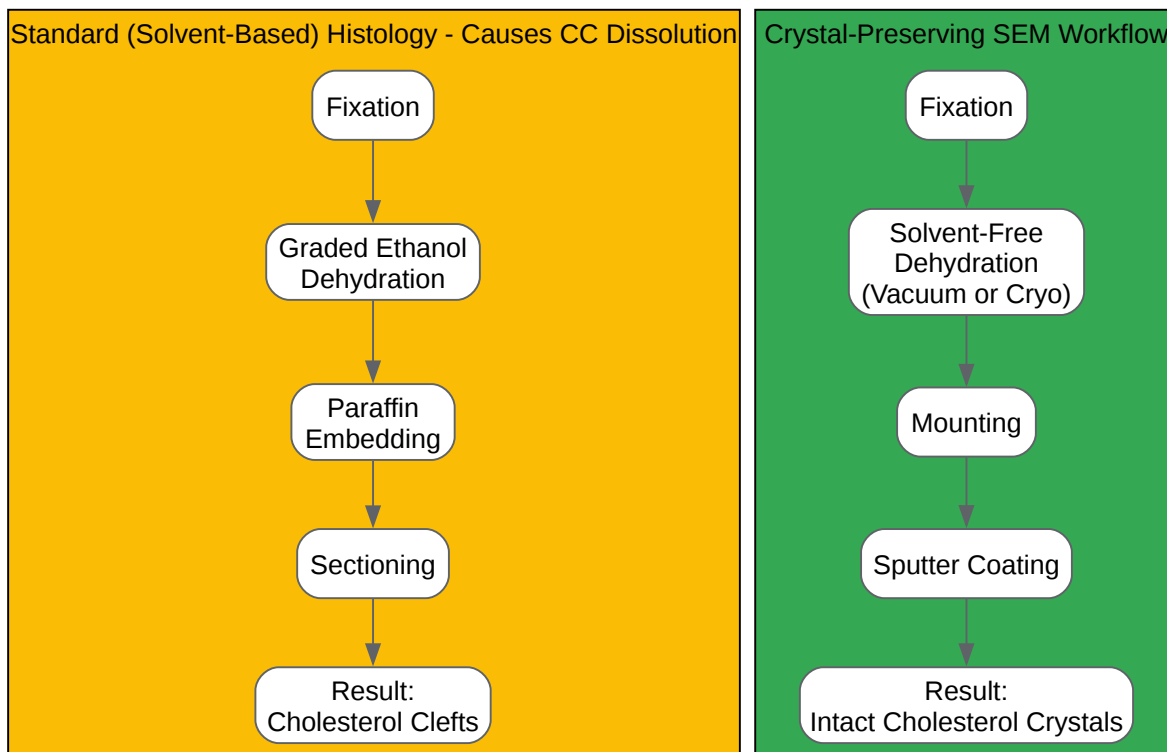 Standard (Solvent-Based) Histology - Causes CC Dissolution
Fixation
Graded Ethanol
Dehydration
Paraffin
Embedding
Sectioning
Result:
Cholesterol Clefts
Crystal-Preserving SEM Workflow
Fixation
Solvent-Free
Dehydration
(Vacuum or Cryo)
Mounting
Sputter Coating
Result:
Intact Cholesterol Crystals